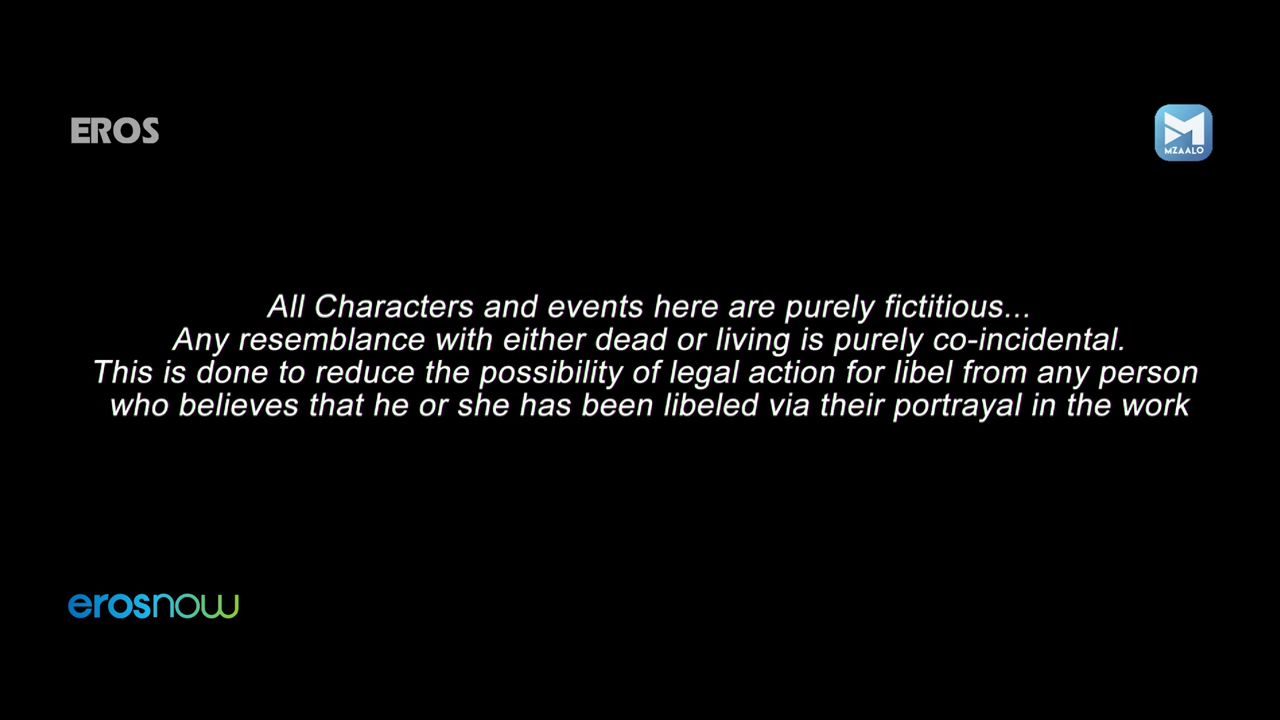 EROS
MZAALO
All Characters and events here are purely fictitious...
Any resemblance with either dead or living is purely co-incidental.
This is done to reduce the possibility of legal action for libel from any person
who believes that he or she has been libeled via their portrayal in the work
erosnow